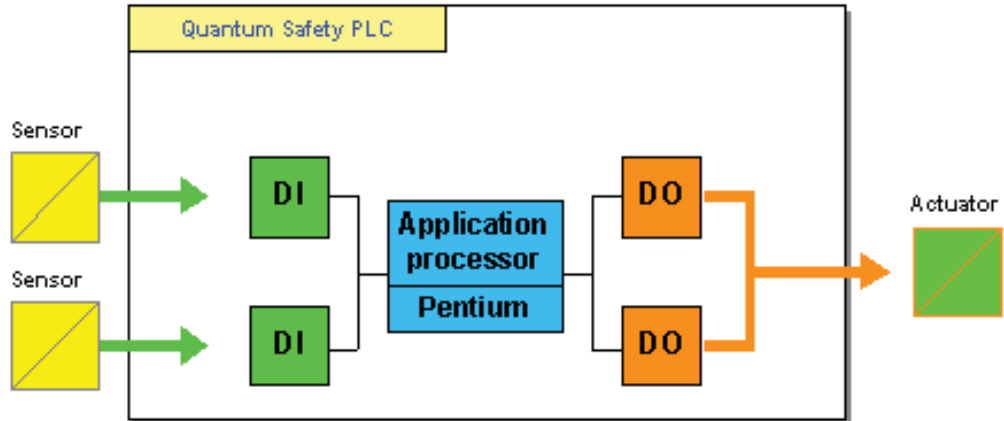 Quantum Safety PLC
Sensor
DI
DO
Application
processor
Actuator
Sensor
Pentium
DI
DO